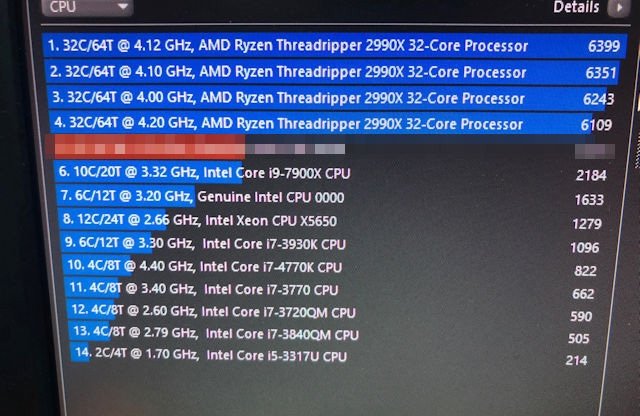 CPU Details
1. 32C/64T @ 4.12 GHz, AMD Ryzen Threadripper 2990X 32-Core Processor 6399
2. 32C/64T @ 4.10 GHz, AMD Ryzen Threadripper 2990X 32-Core Processor 6351
3. 32C/64T @ 4.00 GHz, AMD Ryzen Threadripper 2990X 32-Core Processor 6243
4. 32C/64T @ 4.20 GHz, AMD Ryzen Threadripper 2990X 32-Core Processor 6109
6. 10C/20T @ 3.32 GHz, Intel Core i9-7900X CPU 2184
7. 6C/12T @ 3.20 GHz, Genuine Intel CPU 0000 1633
8. 12C/24T @ 2.66 GHz, Intel Xeon CPU X5650 1279
9. 6C/12T @ 3.30 GHz, Intel Core i7-3930K CPU 1096
10. 4C/8T @ 4.40 GHz, Intel Core i7-4770K CPU 822
11. 4C/8T @ 3.40 GHz, Intel Core i7-3770 CPU 662
12. 4C/8T @ 2.60 GHz, Intel Core i7-3720QM CPU 590
13. 4C/8T @ 2.79 GHz, Intel Core i7-3840QM CPU 505
14. 2C/4T @ 1.70 GHz, Intel Core i5-3317U CPU 214